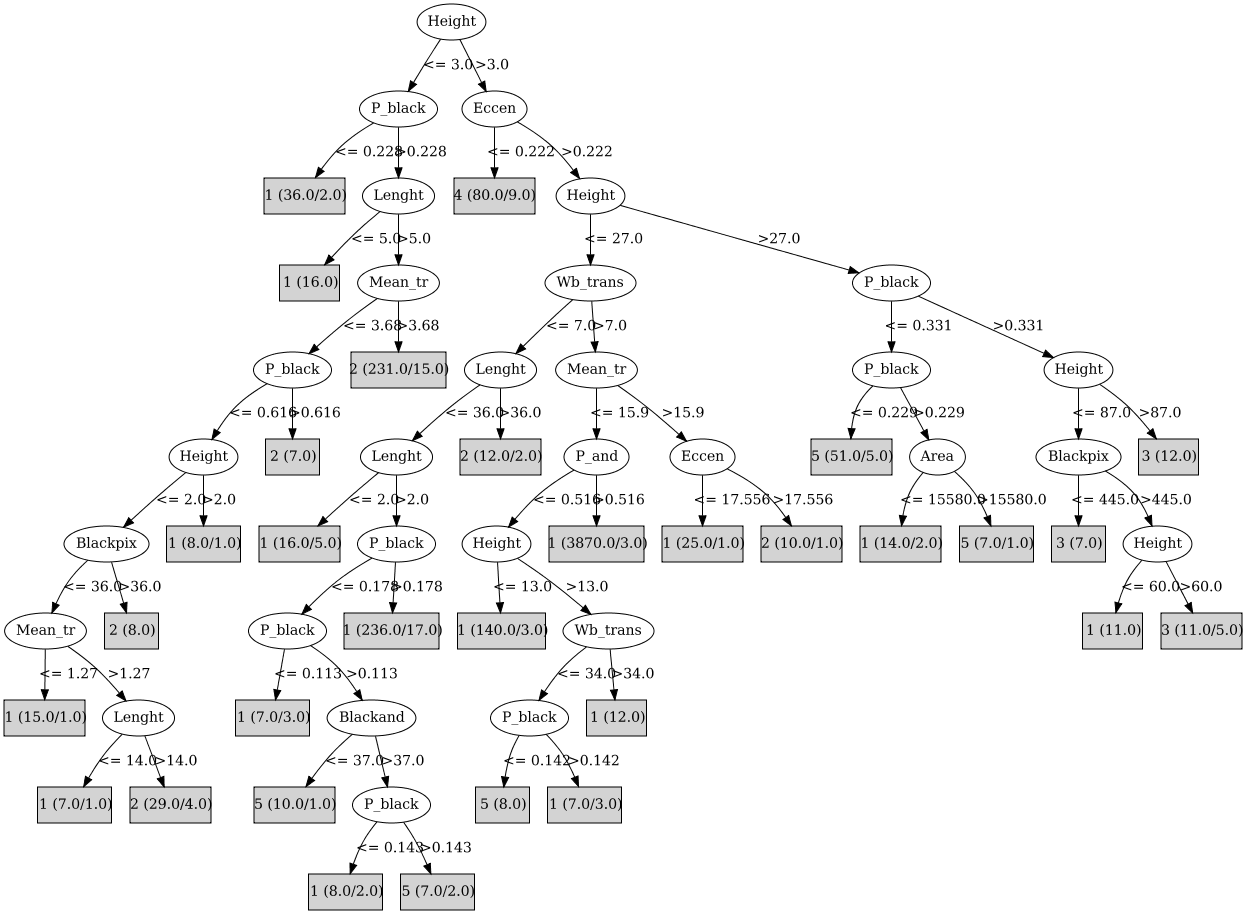 Height
<= 3.0 >3.0
P_black Eccen
<= 0.228 >0.228 <= 0.222 >0.222
1 (36.0/2.0) Lenght 4 (80.0/9.0) Height
<= 5.0 >5.0 <= 27.0 >27.0
1 (16.0) Mean_tr Wb_trans P_black
<= 3.68 >3.68 <= 7.0 >7.0 <= 0.331 >0.331
P_black 2 (231.0/15.0) Lenght Mean_tr P_black Height
<= 0.616 >0.616 <= 36.0 >36.0 <= 15.9 >15.9 <= 0.229 >0.229 <= 87.0 >87.0
Height 2 (7.0) Lenght 2 (12.0/2.0) P_and Eccen 5 (51.0/5.0) Area Blackpix 3 (12.0)
<= 2.0 >2.0 <= 2.0 >2.0 <= 0.516 >0.516 <= 17.556 >17.556 <= 15580.0 >15580.0 <= 445.0 >445.0
Blackpix 1 (8.0/1.0) 1 (16.0/5.0) P_black Height 1 (3870.0/3.0) 1 (25.0/1.0) 2 (10.0/1.0) 1 (14.0/2.0) 5 (7.0/1.0) 3 (7.0) Height
<= 36.0 >36.0 <= 0.178 >0.178 <= 13.0 >13.0 <= 60.0 >60.0
Mean_tr 2 (8.0) P_black 1 (236.0/17.0) 1 (140.0/3.0) Wb_trans 1 (11.0) 3 (11.0/5.0)
<= 1.27 >1.27 <= 0.113 >0.113 <= 34.0 >34.0
1 (15.0/1.0) Lenght 1 (7.0/3.0) Blackand P_black 1 (12.0)
<= 14.0 >14.0 <= 37.0 >37.0 <= 0.142 >0.142
1 (7.0/1.0) 2 (29.0/4.0) 5 (10.0/1.0) P_black 5 (8.0) 1 (7.0/3.0)
<= 0.143 >0.143
1 (8.0/2.0) 5 (7.0/2.0)